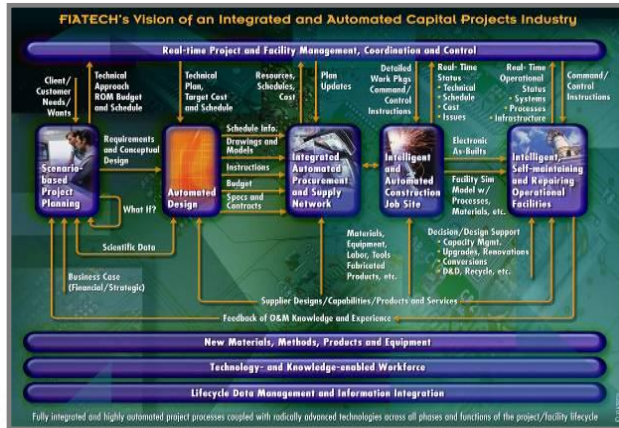 FIATECH's Vision of an Integrated and Automated Capital Projects Industry
Real-time Project and Facility Management, Coordination and Control
Client/
Customer
Needs/
Wants
Technical
Approach
ROM Budget
and Schedule
Technical
Plan,
Target Cost
and Schedule
Resources,
Schedules,
Cost
Plan
Updates
Detailed
Work Pkgs
Command/
Control
Instructions
Real- Time
Status
• Technical
• Schedule
• Cost
• Issues
Real- Time
Operational
Status
• Systems
• Processes
• Infrastructure
Command/
Control
Instructions
Scenario-
based
Project
Planning
Requirements
and Conceptual
Design
Automated
Design
Schedule Info.
Drawings and
Models
Instructions
Budget
Specs and
Contracts
Integrated
Automated
Procurement
and Supply
Network
Intelligent
and
Automated
Construction
Job Site
Electronic
As-Builts
Facility Sim
Model w/
Processes,
Materials, etc.
Intelligent,
Self-maintaining
and Repairing
Operational
Facilities
What If?
Scientific Data
Business Case
(Financial/Strategic)
Materials,
Equipment,
Labor, Tools
Fabricated
Products, etc.
Decision/Design Support
• Capacity Mgmt.
• Upgrades, Renovations
• Conversions
• D&D, Recycle, etc.
Supplier Designs/Capabilities/Products and Services
Feedback of O&M Knowledge and Experience
New Materials, Methods, Products and Equipment
Technology- and Knowledge-enabled Workforce
Lifecycle Data Management and Information Integration
Fully integrated and highly automated project processes coupled with radically advanced technologies across all phases and functions of the project/facility lifecycle